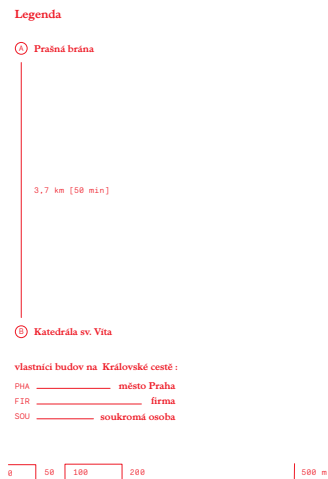 Legenda
A Prašná brána
3,7 km [50 min]
B Katedrála sv. Víta
vlastníci budov na Královské cestě :
PHA město Praha
FIR firma
SOU soukromá osoba
0 50 100 200 500 m